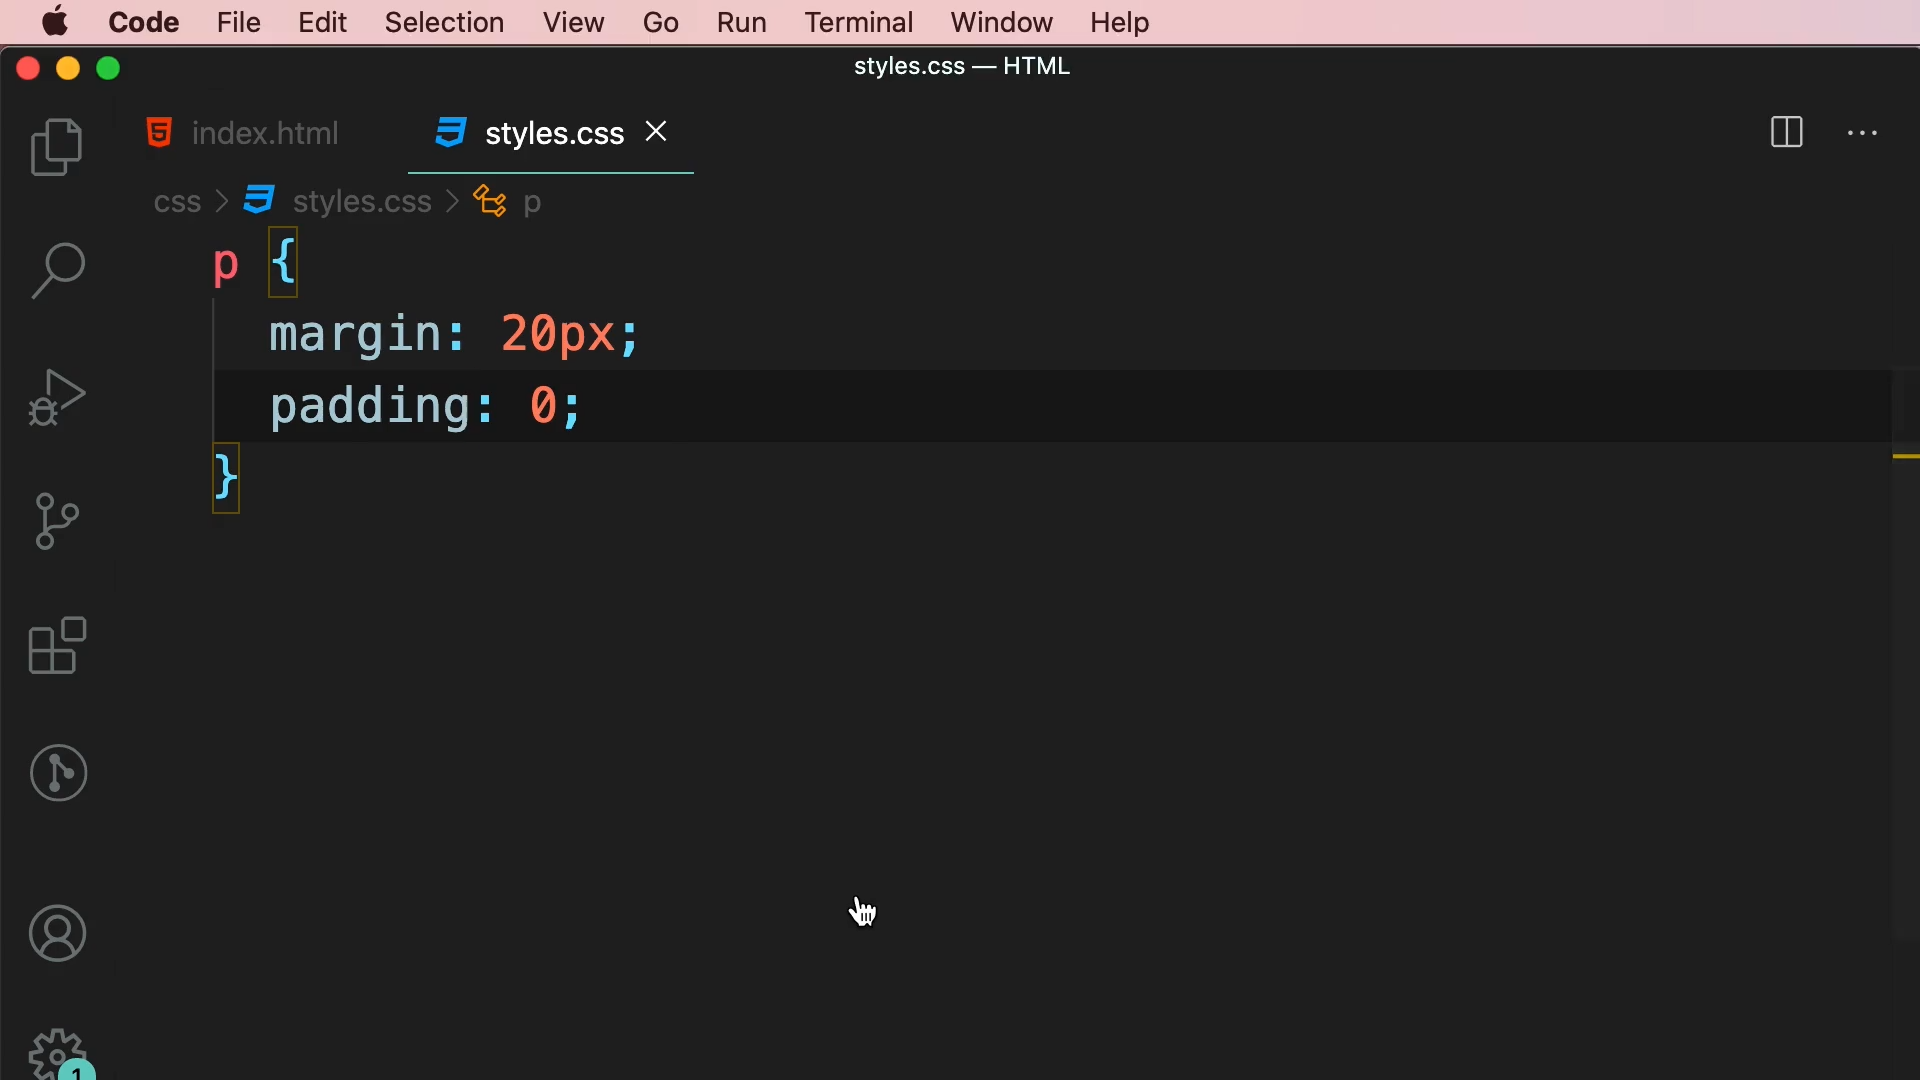 Code File Edit Selection View Go Run Terminal Window Help
styles.css — HTML
index.html styles.css
css > styles.css > p
p {
margin: 20px;
padding: 0;
}
1